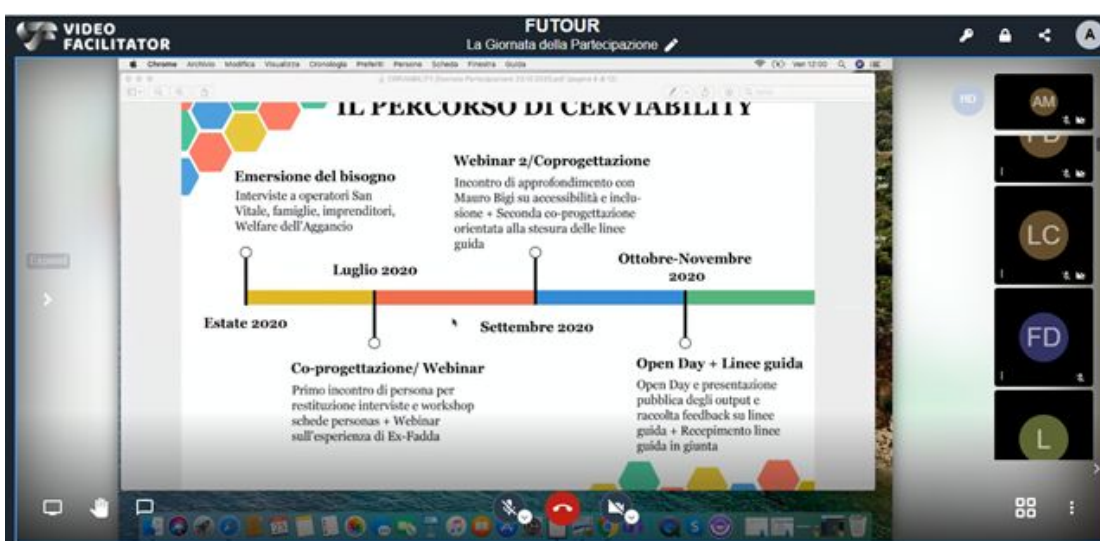 VIDEO
FACILITATOR
FUTOUR
La Giornata della Partecipazione
A
Chrome Archivio Modifica Visualizza Cronologia Preferiti Persone Scheda Finestra Guida
Ven 12:00
IL PERCORSO DI CERVIABILITY
Emersione del bisogno
Interviste a operatori San
Vitale, famiglie, imprenditori,
Welfare dell'Aggancio
Webinar 2/Coprogettazione
Incontro di approfondimento con
Mauro Bigi su accessibilità e inclu-
sione + Seconda co-progettazione
orientata alla stesura delle linee
guida
Luglio 2020
Ottobre-Novembre
2020
Estate 2020
Settembre 2020
Co-progettazione/ Webinar
Primo incontro di persona per
restituzione interviste e workshop
schede personas + Webinar
sull'esperienza di Ex-Fadda
Open Day + Linee guida
Open Day e presentazione
pubblica degli output e
raccolta feedback su linee
guida + Recepimento linee
guida in giunta
Expand
AM
LC
FD
L